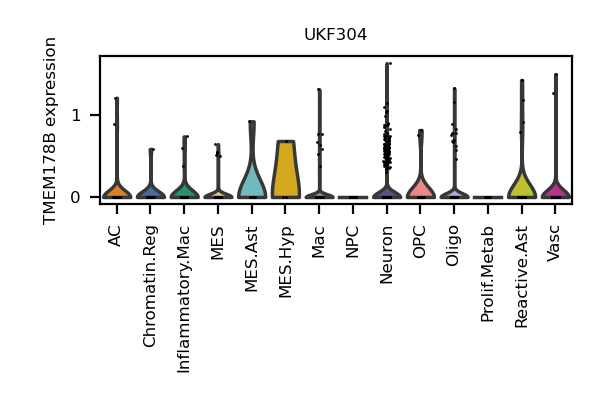 UKF304
TMEM178B expression
1
0
AC
Chromatin.Reg
Inflammatory.Mac
MES
MES.Ast
MES.Hyp
Mac
NPC
Neuron
OPC
Oligo
Prolif.Metab
Reactive.Ast
Vasc